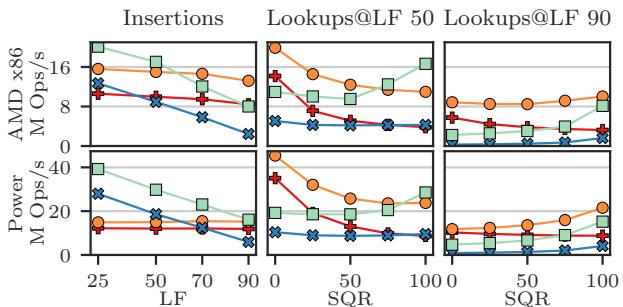 Insertions Lookups@LF 50 Lookups@LF 90
AMD x86
M Ops/s
16
8
0
Power
M Ops/s
40
20
0
25 50 70 90 0 50 100 0 50 100
LF SQR SQR